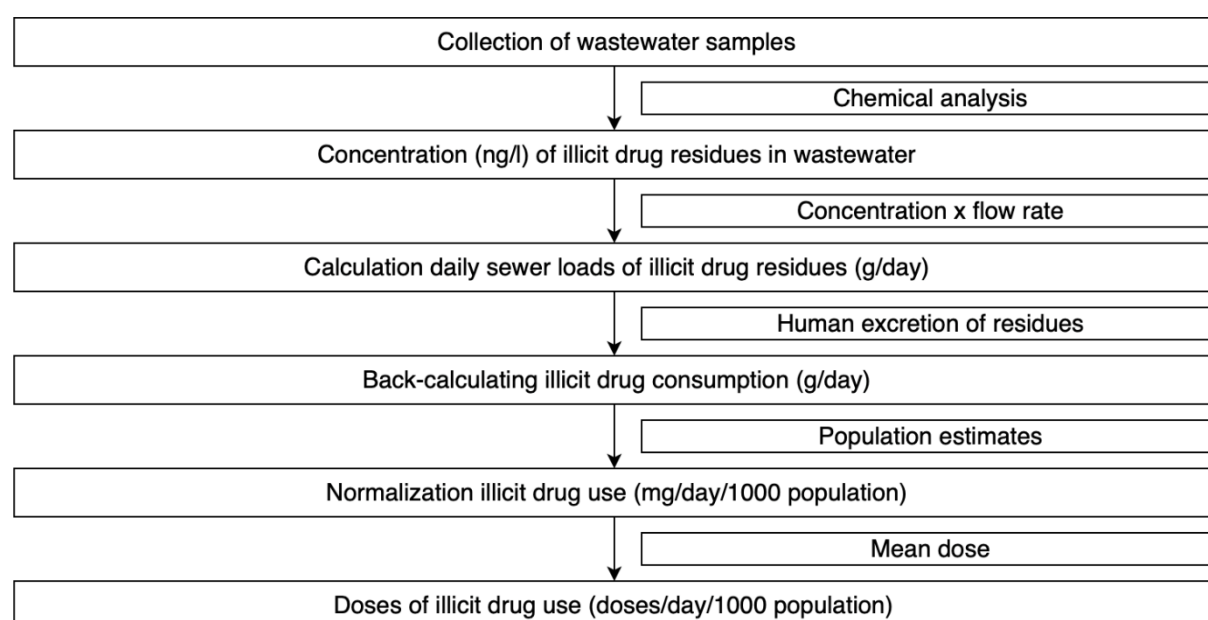 Collection of wastewater samples
Chemical analysis
Concentration (ng/l) of illicit drug residues in wastewater
Concentration x flow rate
Calculation daily sewer loads of illicit drug residues (g/day)
Human excretion of residues
Back-calculating illicit drug consumption (g/day)
Population estimates
Normalization illicit drug use (mg/day/1000 population)
Mean dose
Doses of illicit drug use (doses/day/1000 population)